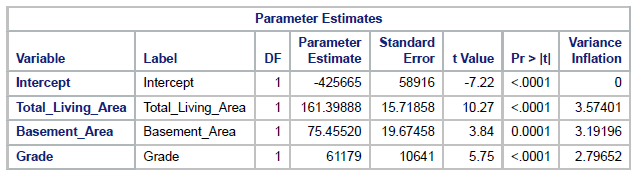 Parameter Estimates
Variable Label DF Parameter Estimate Standard Error t Value Pr > |t| Variance Inflation
Intercept Intercept 1 -425665 58916 -7.22 <.0001 0
Total_Living_Area Total_Living_Area 1 161.39888 15.71858 10.27 <.0001 3.57401
Basement_Area Basement_Area 1 75.45520 19.67458 3.84 0.0001 3.19196
Grade Grade 1 61179 10641 5.75 <.0001 2.79652